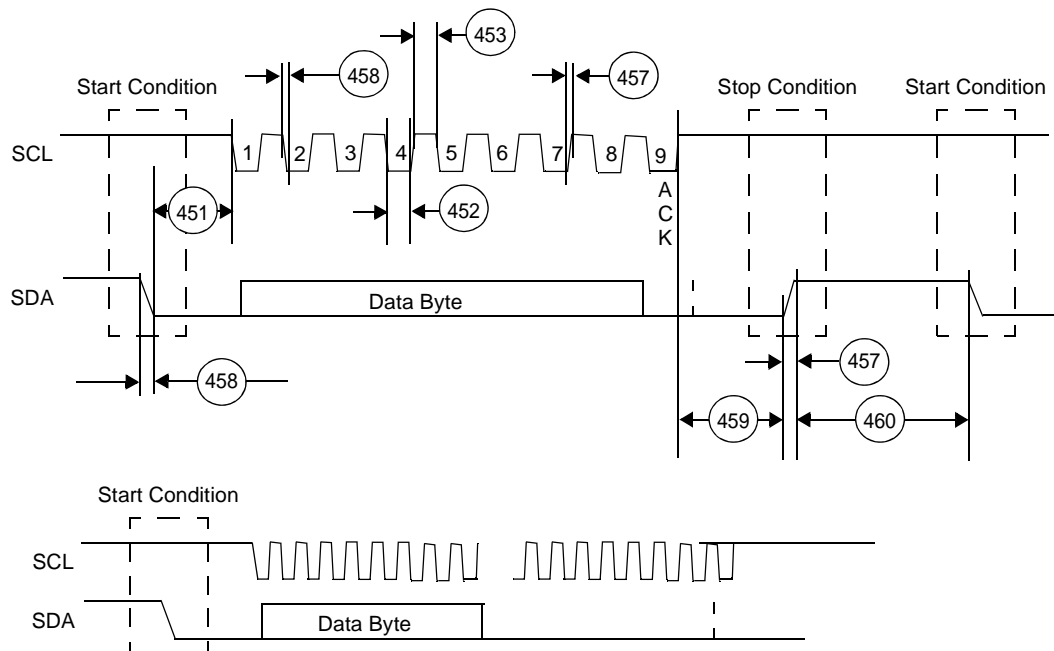 453
458
457
Start Condition
Stop Condition
Start Condition
SCL
1 2 3 4 5 6 7 8 9
A
C
K
451
452
SDA
Data Byte
458
457
459
460
Start Condition
SCL
SDA
Data Byte